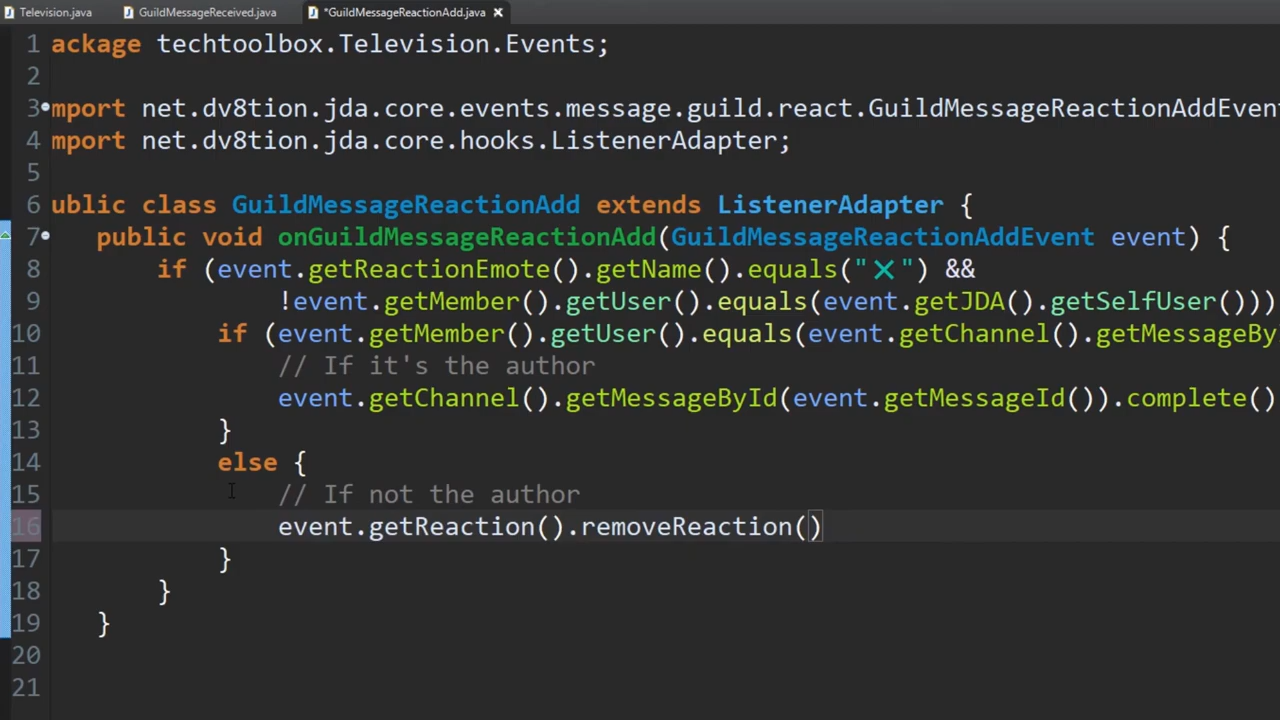 Television.java GuildMessageReceived.java *GuildMessageReactionAdd.java
1 ackage techtoolbox.Television.Events;
2
3 mport net.dv8tion.jda.core.events.message.guild.react.GuildMessageReactionAddEven
4 mport net.dv8tion.jda.core.hooks.ListenerAdapter;
5
6 ublic class GuildMessageReactionAdd extends ListenerAdapter {
7 public void onGuildMessageReactionAdd(GuildMessageReactionAddEvent event) {
8 if (event.getReactionEmote().getName().equals("❌") &&
9 !event.getMember().getUser().equals(event.getJDA().getSelfUser()))
10 if (event.getMember().getUser().equals(event.getChannel().getMessageBy
11 // If it's the author
12 event.getChannel().getMessageById(event.getMessageId()).complete()
13 }
14 else {
15 // If not the author
16 event.getReaction().removeReaction()
17 }
18 }
19 }
20
21